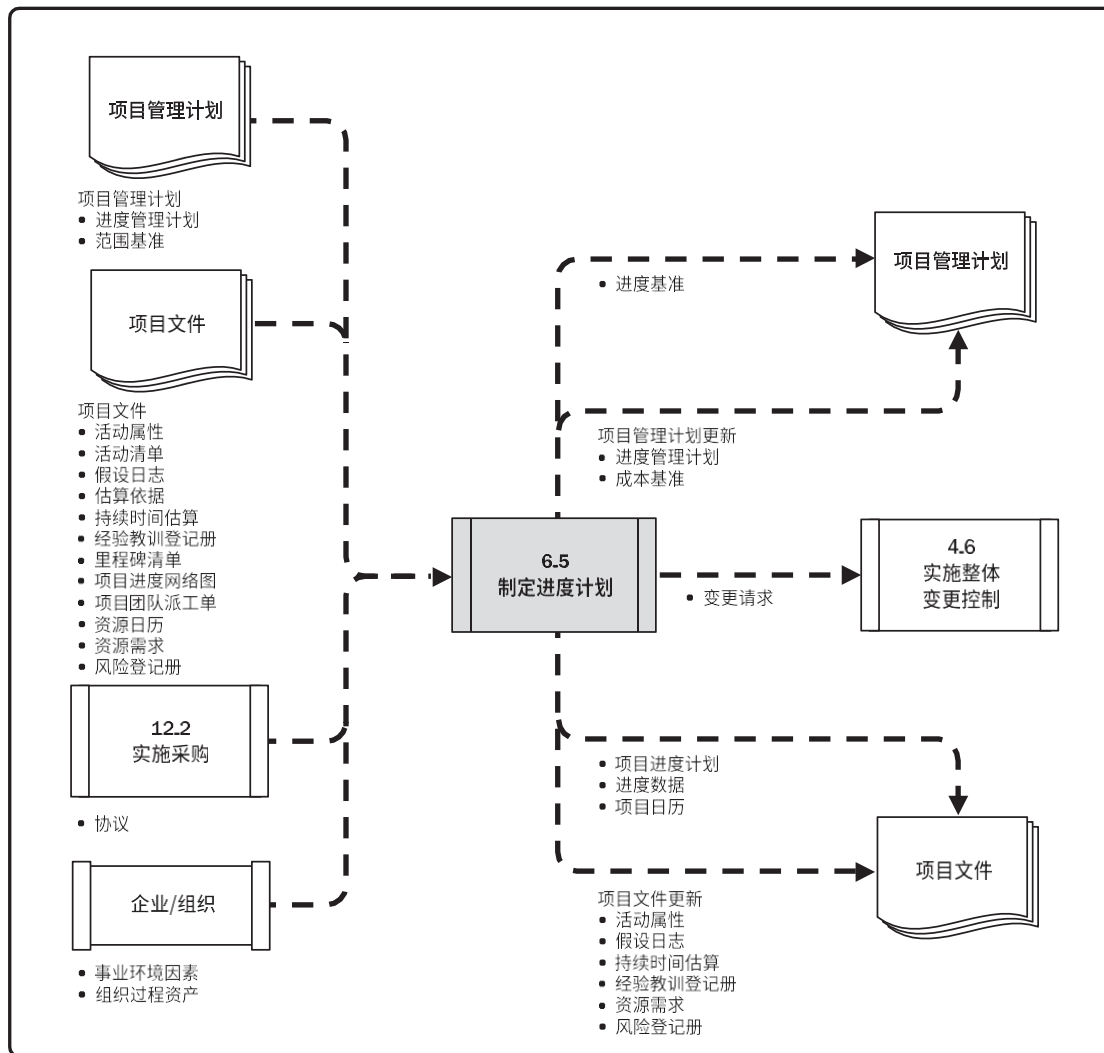 项目管理计划
项目管理计划
• 进度管理计划
• 范围基准
项目文件
项目文件
• 活动属性
• 活动清单
• 假设日志
• 估算依据
• 持续时间估算
• 经验教训登记册
• 里程碑清单
• 项目进度网络图
• 项目团队派工单
• 资源日历
• 资源需求
• 风险登记册
12.2
实施采购
• 协议
企业/组织
• 事业环境因素
• 组织过程资产
6.5
制定进度计划
• 进度基准
项目管理计划
项目管理计划更新
• 进度管理计划
• 成本基准
• 变更请求
4.6
实施整体
变更控制
• 项目进度计划
• 进度数据
• 项目日历
项目文件
项目文件更新
• 活动属性
• 假设日志
• 持续时间估算
• 经验教训登记册
• 资源需求
• 风险登记册